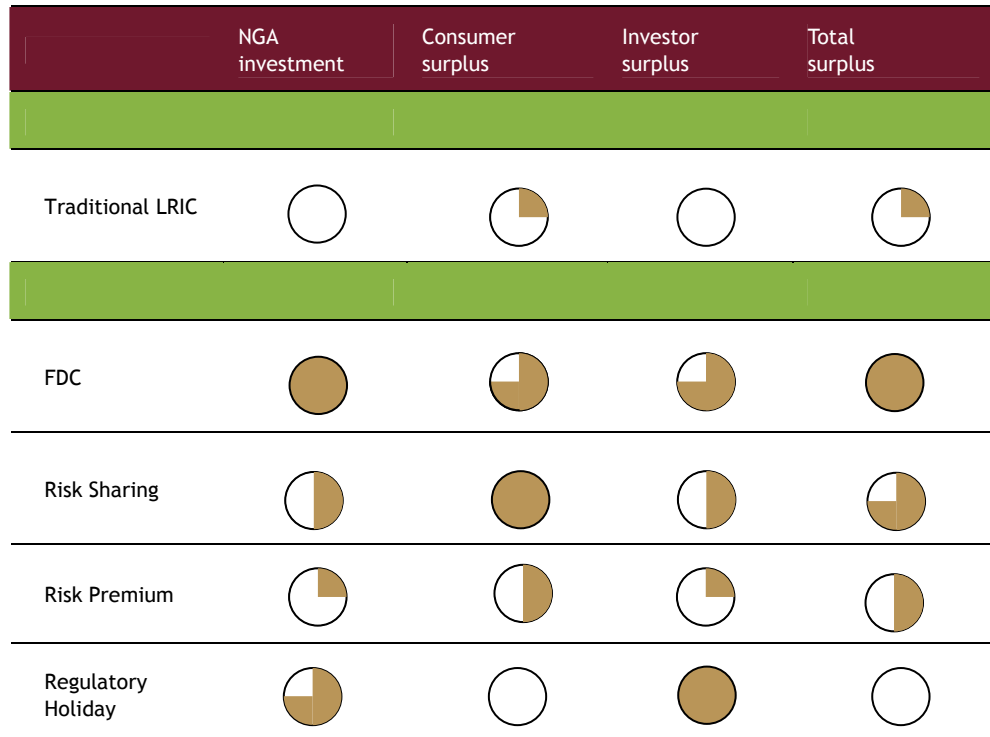 NGA
investment
Consumer
surplus
Investor
surplus
Total
surplus
Traditional LRIC
FDC
Risk Sharing
Risk Premium
Regulatory
Holiday